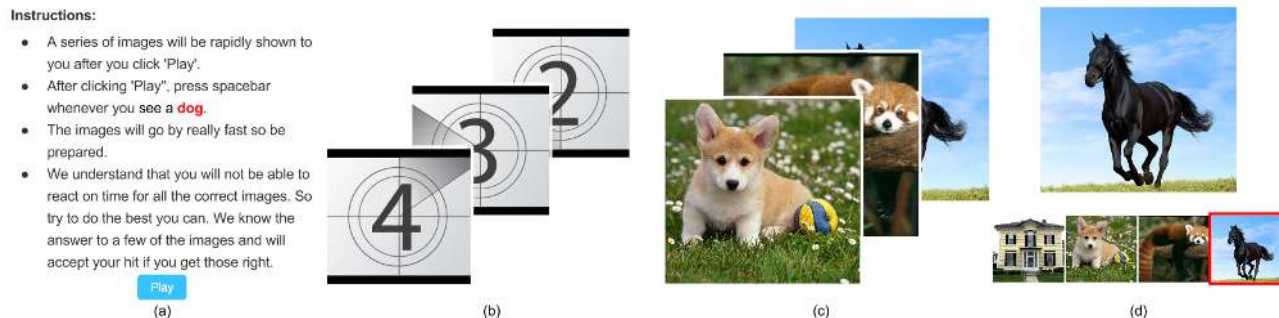 Instructions:
● A series of images will be rapidly shown to
you after you click 'Play'.
● After clicking 'Play", press spacebar
whenever you see a dog.
● The images will go by really fast so be
prepared.
● We understand that you will not be able to
react on time for all the correct images. So
try to do the best you can. We know the
answer to a few of the images and will
accept your hit if you get those right.
Play
(a)
4
3
2
(b)
(c)
(d)